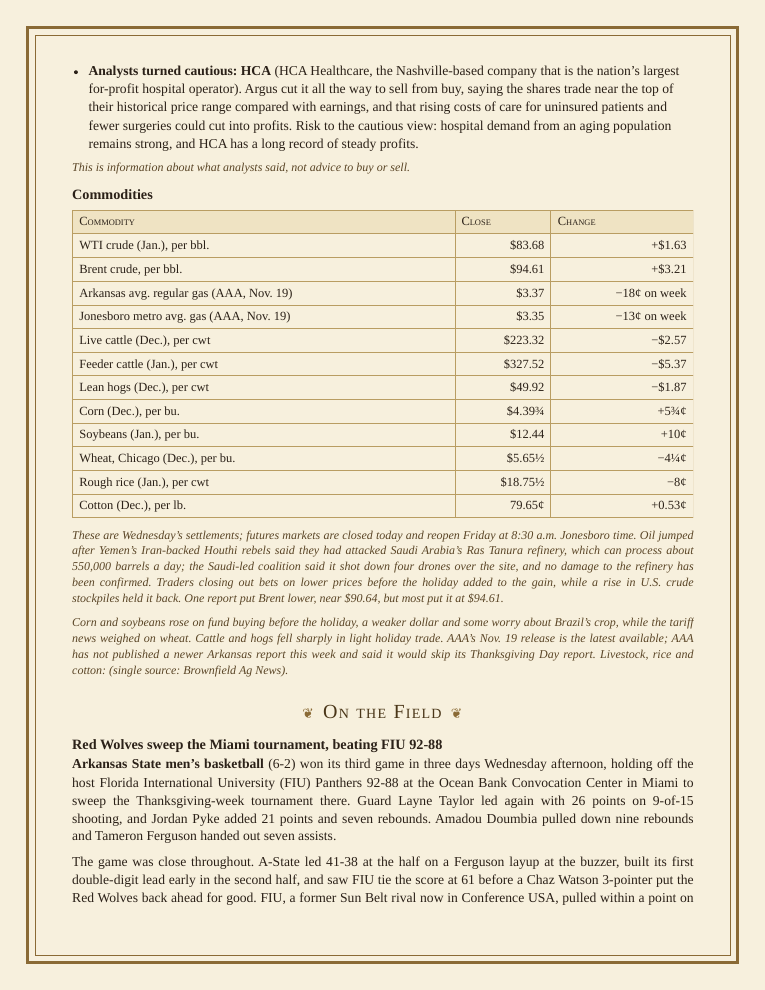 • Analysts turned cautious: HCA (HCA Healthcare, the Nashville-based company that is the nation’s largest
for-profit hospital operator). Argus cut it all the way to sell from buy, saying the shares trade near the top of
their historical price range compared with earnings, and that rising costs of care for uninsured patients and
fewer surgeries could cut into profits. Risk to the cautious view: hospital demand from an aging population
remains strong, and HCA has a long record of steady profits.
This is information about what analysts said, not advice to buy or sell.
Commodities
Commodity Close Change
WTI crude (Jan.), per bbl. $83.68 +$1.63
Brent crude, per bbl. $94.61 +$3.21
Arkansas avg. regular gas (AAA, Nov. 19) $3.37 −18¢ on week
Jonesboro metro avg. gas (AAA, Nov. 19) $3.35 −13¢ on week
Live cattle (Dec.), per cwt $223.32 −$2.57
Feeder cattle (Jan.), per cwt $327.52 −$5.37
Lean hogs (Dec.), per cwt $49.92 −$1.87
Corn (Dec.), per bu. $4.39¾ +5¾¢
Soybeans (Jan.), per bu. $12.44 +10¢
Wheat, Chicago (Dec.), per bu. $5.65½ −4¼¢
Rough rice (Jan.), per cwt $18.75½ −8¢
Cotton (Dec.), per lb. 79.65¢ +0.53¢
These are Wednesday’s settlements; futures markets are closed today and reopen Friday at 8:30 a.m. Jonesboro time. Oil jumped
after Yemen’s Iran-backed Houthi rebels said they had attacked Saudi Arabia’s Ras Tanura refinery, which can process about
550,000 barrels a day; the Saudi-led coalition said it shot down four drones over the site, and no damage to the refinery has
been confirmed. Traders closing out bets on lower prices before the holiday added to the gain, while a rise in U.S. crude
stockpiles held it back. One report put Brent lower, near $90.64, but most put it at $94.61.
Corn and soybeans rose on fund buying before the holiday, a weaker dollar and some worry about Brazil’s crop, while the tariff
news weighed on wheat. Cattle and hogs fell sharply in light holiday trade. AAA’s Nov. 19 release is the latest available; AAA
has not published a newer Arkansas report this week and said it would skip its Thanksgiving Day report. Livestock, rice and
cotton: (single source: Brownfield Ag News).
❦ On the Field ❦
Red Wolves sweep the Miami tournament, beating FIU 92-88
Arkansas State men’s basketball (6-2) won its third game in three days Wednesday afternoon, holding off the
host Florida International University (FIU) Panthers 92-88 at the Ocean Bank Convocation Center in Miami to
sweep the Thanksgiving-week tournament there. Guard Layne Taylor led again with 26 points on 9-of-15
shooting, and Jordan Pyke added 21 points and seven rebounds. Amadou Doumbia pulled down nine rebounds
and Tameron Ferguson handed out seven assists.
The game was close throughout. A-State led 41-38 at the half on a Ferguson layup at the buzzer, built its first
double-digit lead early in the second half, and saw FIU tie the score at 61 before a Chaz Watson 3-pointer put the
Red Wolves back ahead for good. FIU, a former Sun Belt rival now in Conference USA, pulled within a point on